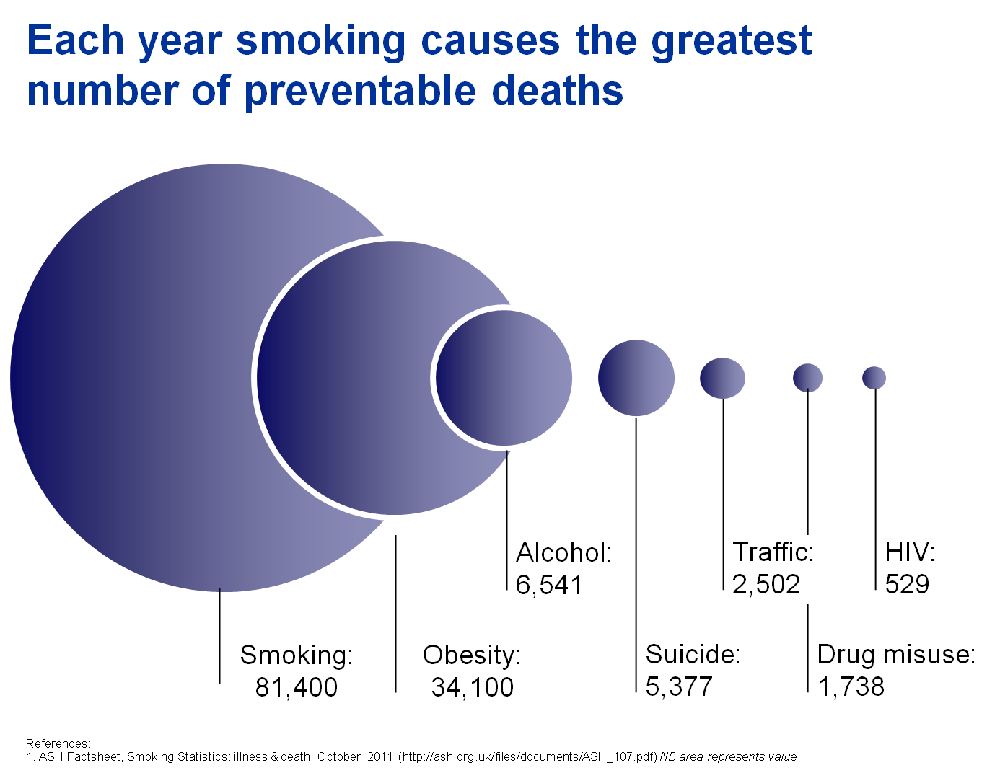 Each year smoking causes the greatest
number of preventable deaths
Alcohol:
6,541
Traffic:
2,502
HIV:
529
Smoking:
81,400
Obesity:
34,100
Suicide:
5,377
Drug misuse:
1,738
References:
1. ASH Factsheet, Smoking Statistics: illness & death, October 2011 (http://ash.org.uk/files/documents/ASH_107.pdf) NB area represents value